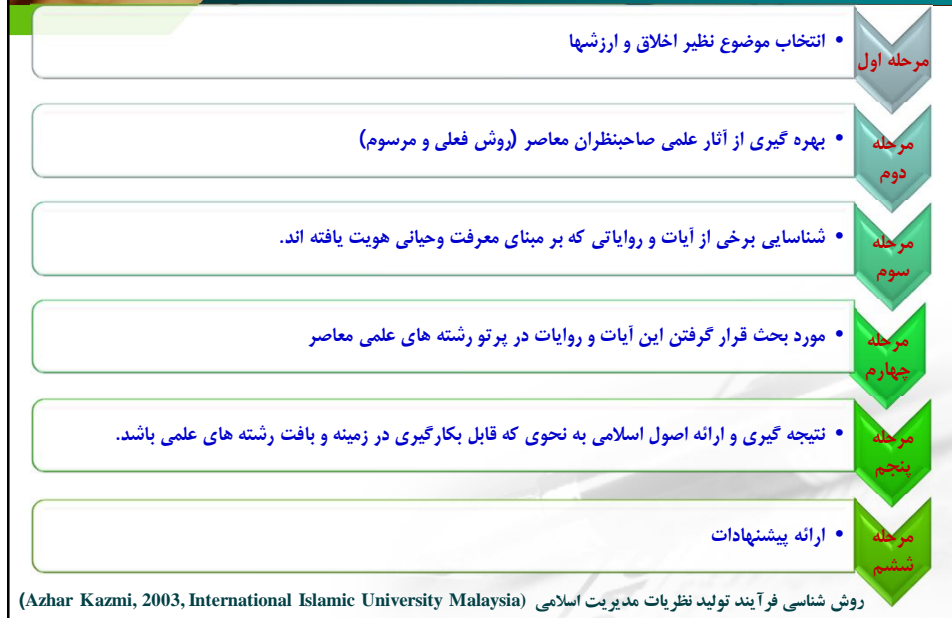 مرحله اول
• انتخاب موضوع نظیر اخلاق و ارزشها
مرحله
دوم
• بهره گیری از آثار علمی صاحبنظران معاصر (روش فعلی و مرسوم)
مرحله
سوم
• شناسایی برخی از آیات و روایاتی که بر مبنای معرفت وحیانی هویت یافته اند.
مرحله
چهارم
• مورد بحث قرار گرفتن این آیات و روایات در پرتو رشته های علمی معاصر
مرحله
پنجم
• نتیجه گیری و ارائه اصول اسلامی به نحوی که قابل بکارگیری در زمینه و بافت رشته های علمی باشد.
مرحله
ششم
• ارائه پیشنهادات
روش شناسی فرآیند تولید نظریات مدیریت اسلامی (Azhar Kazmi, 2003, International Islamic University Malaysia)